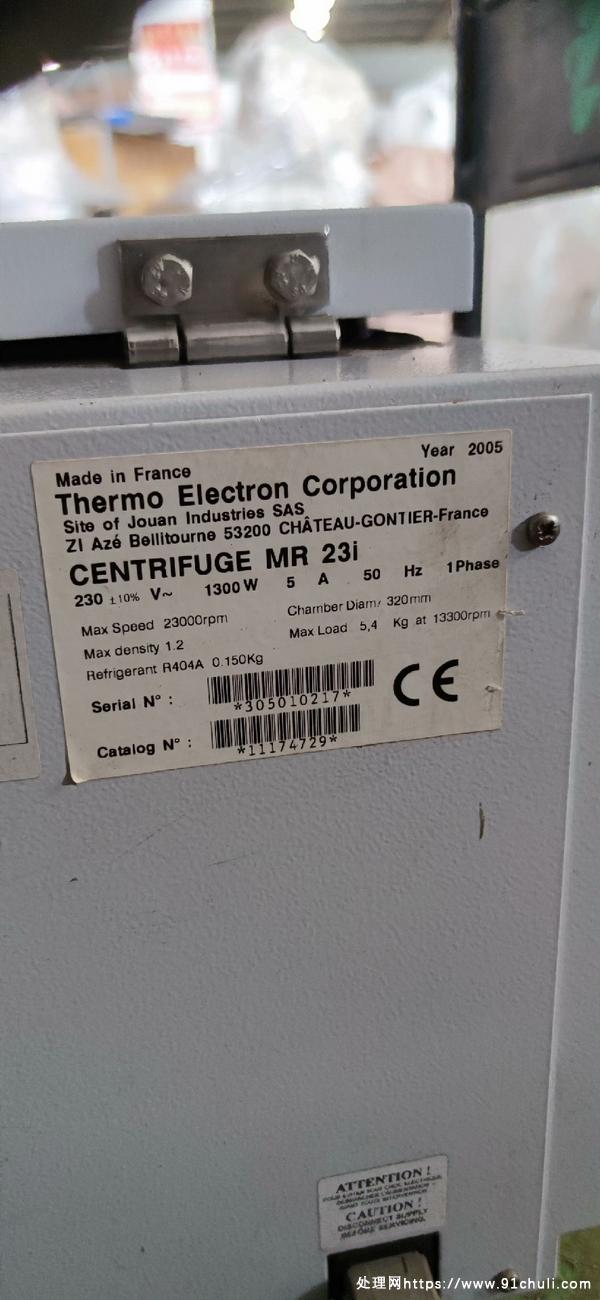 Made in France
Year 2005
Thermo Electron Corporation
Site of Jouan Industries SAS
ZI Azé Bellitourne 53200 CHÂTEAU-GONTIER-France
CENTRIFUGE MR 23i
230 ±10% V~ 1300 W 5 A 50 Hz 1Phase
Max Speed 23000rpm Chamber Diam/ 320mm
Max density 1.2 Max Load 5,4 Kg at 13300rpm
Refrigerant R404A 0.150Kg
Serial N° :
*305010217*
CE
Catalog N° :
*11174729*
ATTENTION !
CAUTION !
DISCONNECT SUPPLY
BEFORE SERVICING.
处理网https://www.91chuli.com